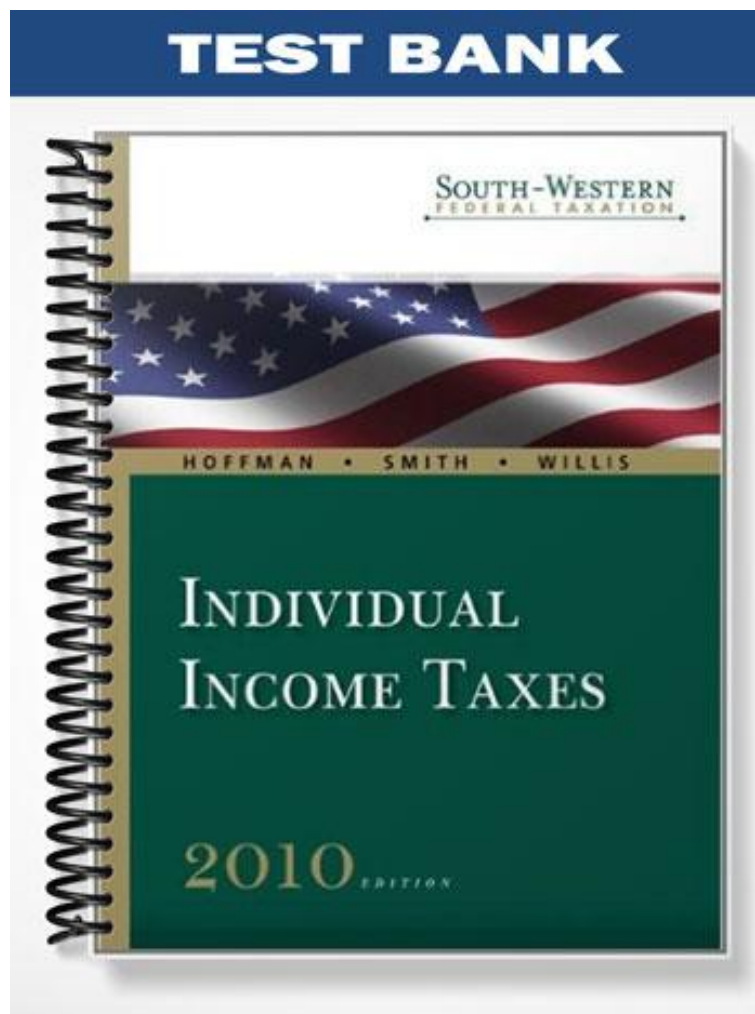 TEST BANK
SOUTH-WESTERN
FEDERAL TAXATION
HOFFMAN • SMITH • WILLIS
INDIVIDUAL
INCOME TAXES
2010 EDITION